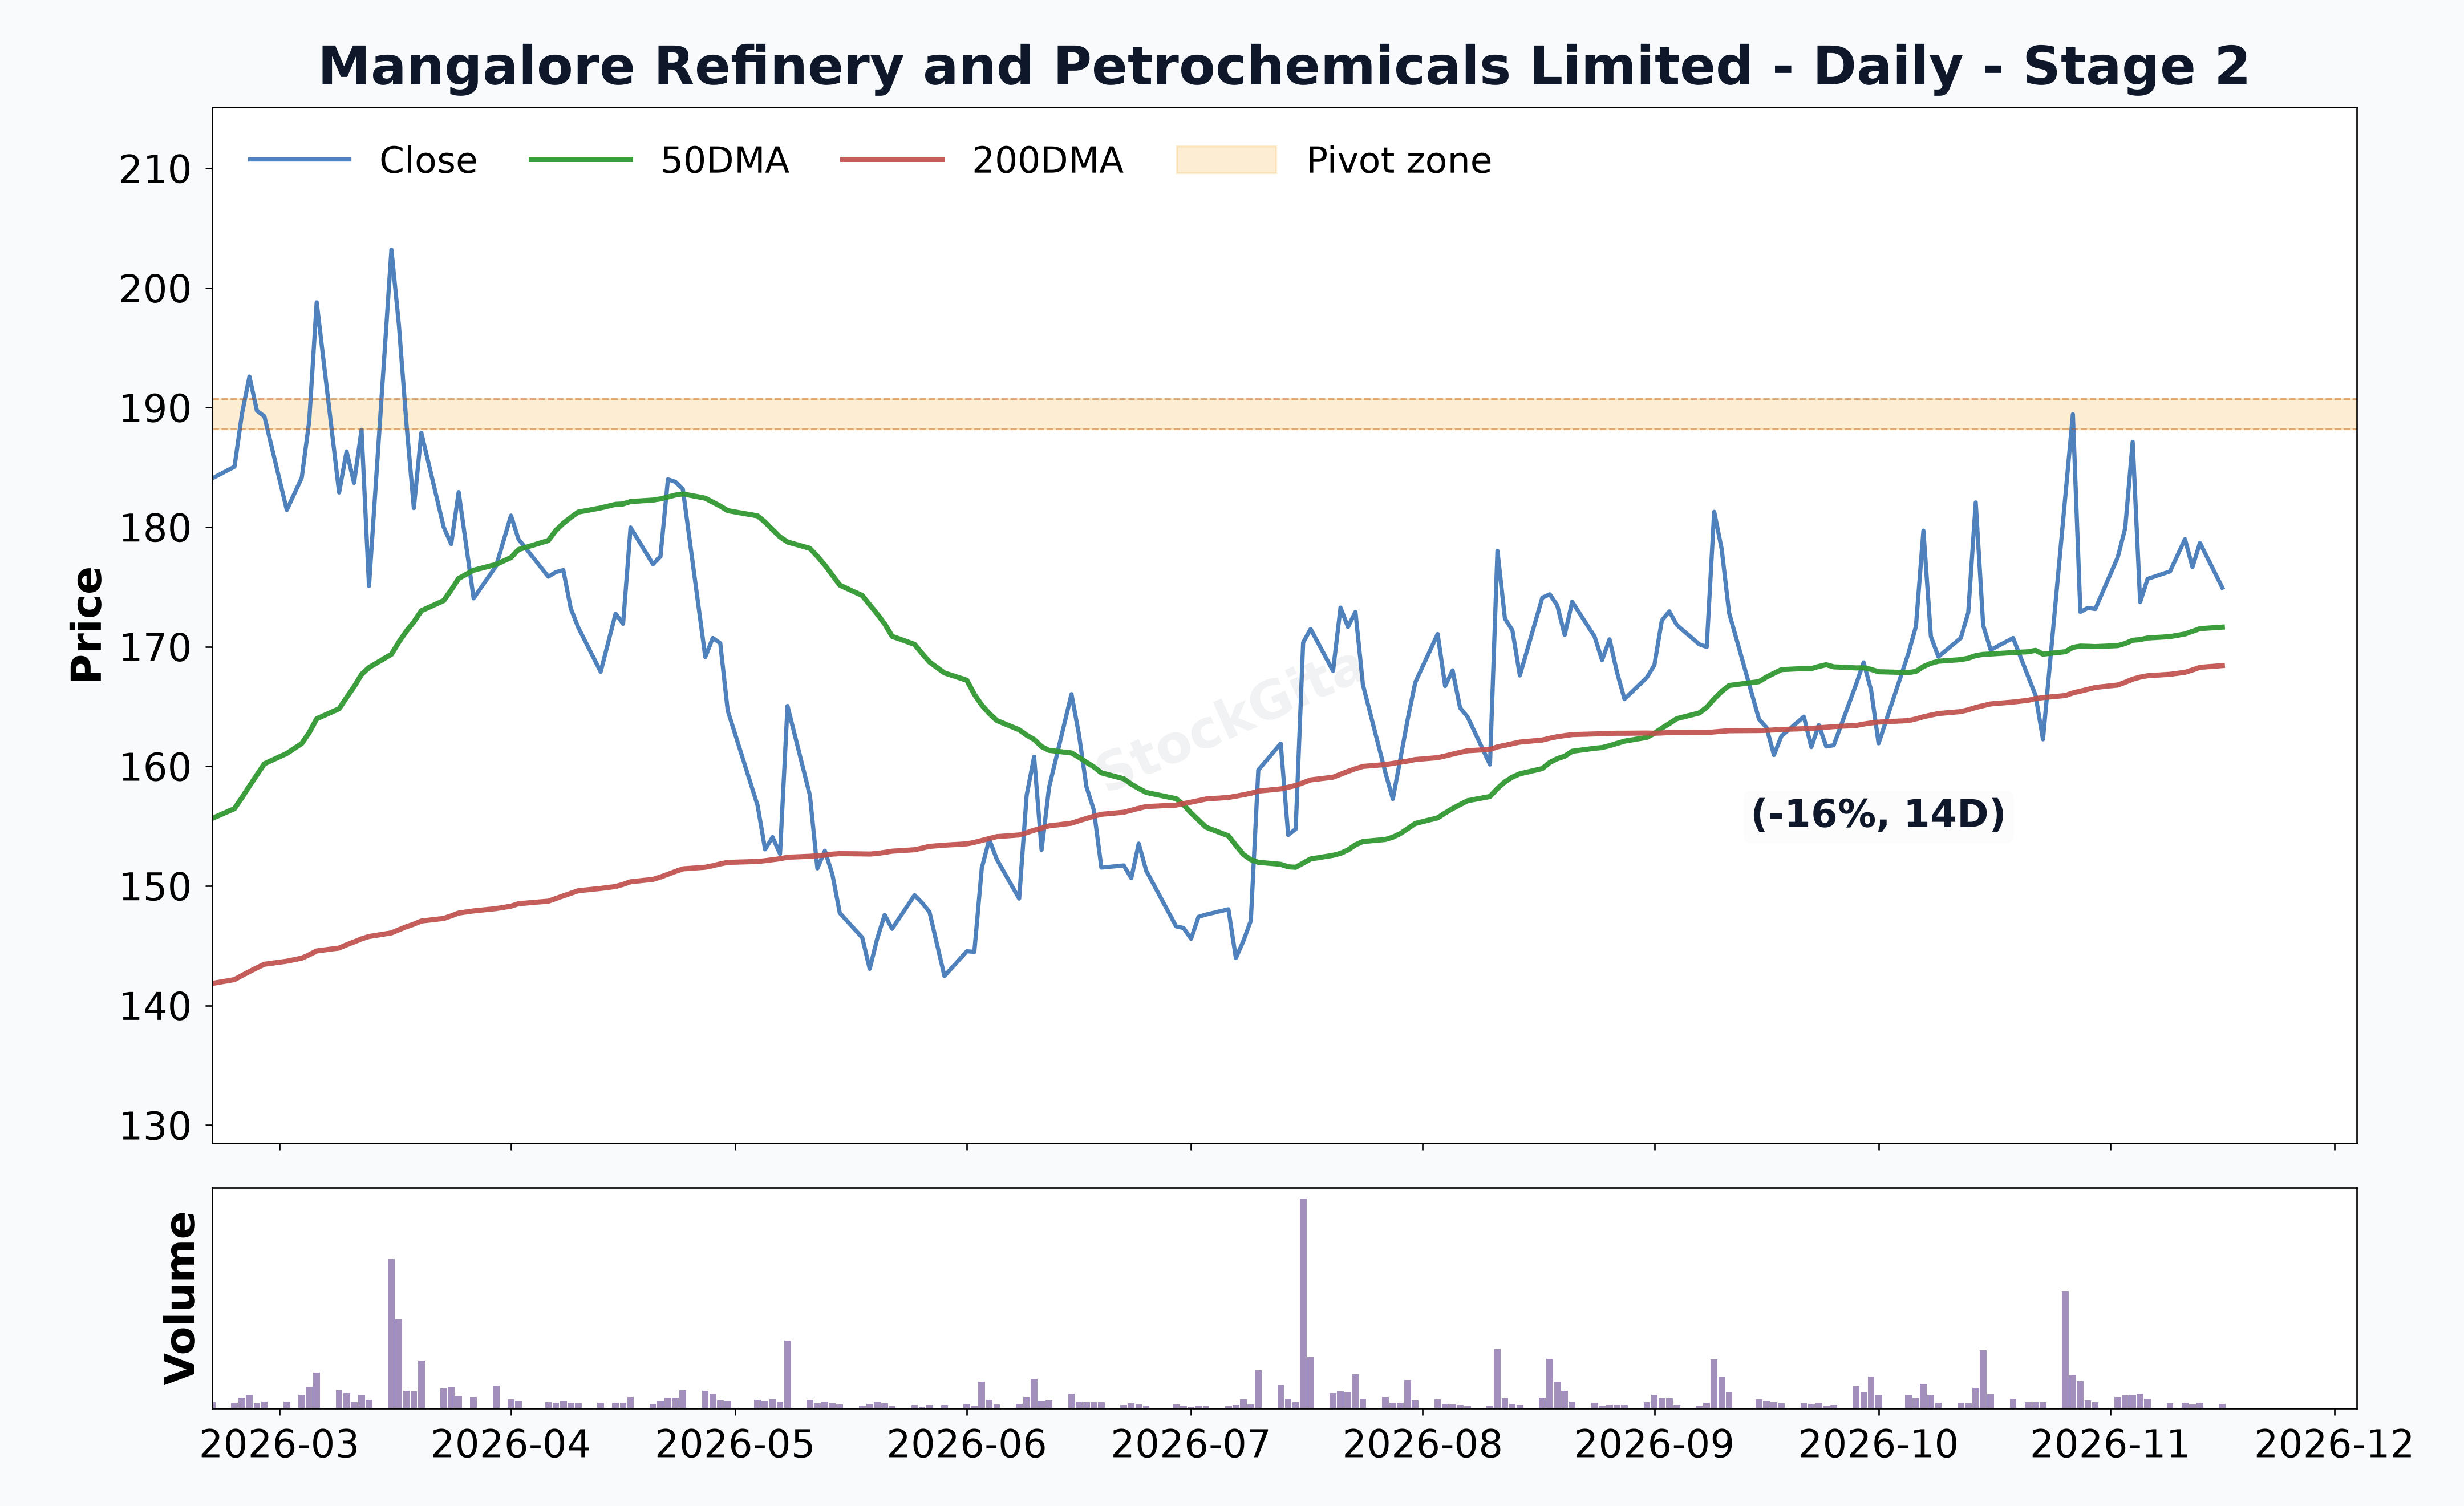 Mangalore Refinery and Petrochemicals Limited - Daily - Stage 2
Close 50DMA 200DMA Pivot zone
Price
210
200
190
180
170
160
150
140
130
StockGita
(-16%, 14D)
Volume
2026-03 2026-04 2026-05 2026-06 2026-07 2026-08 2026-09 2026-10 2026-11 2026-12